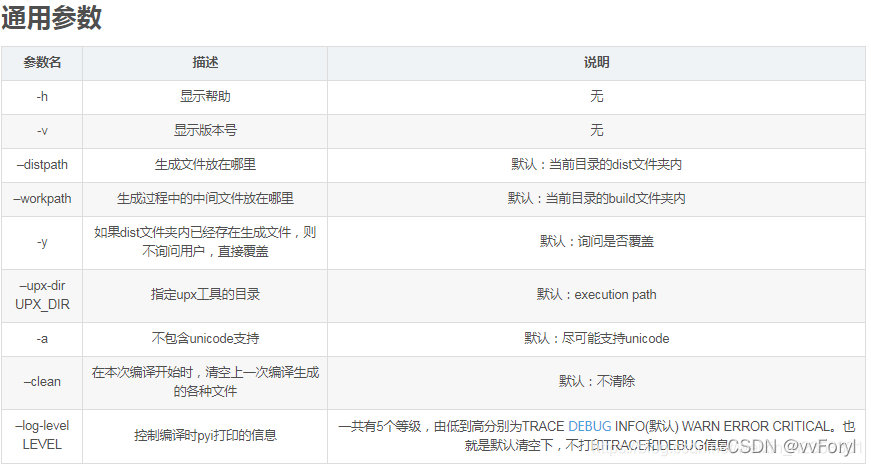 通用参数
参数名 描述 说明
-h 显示帮助 无
-v 显示版本号 无
–distpath 生成文件放在哪里 默认：当前目录的dist文件夹内
–workpath 生成过程中的中间文件放在哪里 默认：当前目录的build文件夹内
-y
如果dist文件夹内已经存在生成文件，则
不询问用户，直接覆盖
默认：询问是否覆盖
–upx-dir
UPX_DIR
指定upx工具的目录
默认：execution path
-a 不包含unicode支持 默认：尽可能支持unicode
–clean
在本次编译开始时，清空上一次编译生成
的各种文件
默认：不清除
–log-level
LEVEL
控制编译时pyi打印的信息
一共有5个等级，由低到高分别为TRACE DEBUG INFO(默认) WARN ERROR CRITICAL。也
就是默认清空下，不打印TRACE和DEBUG信息
CSDN @vvForyl